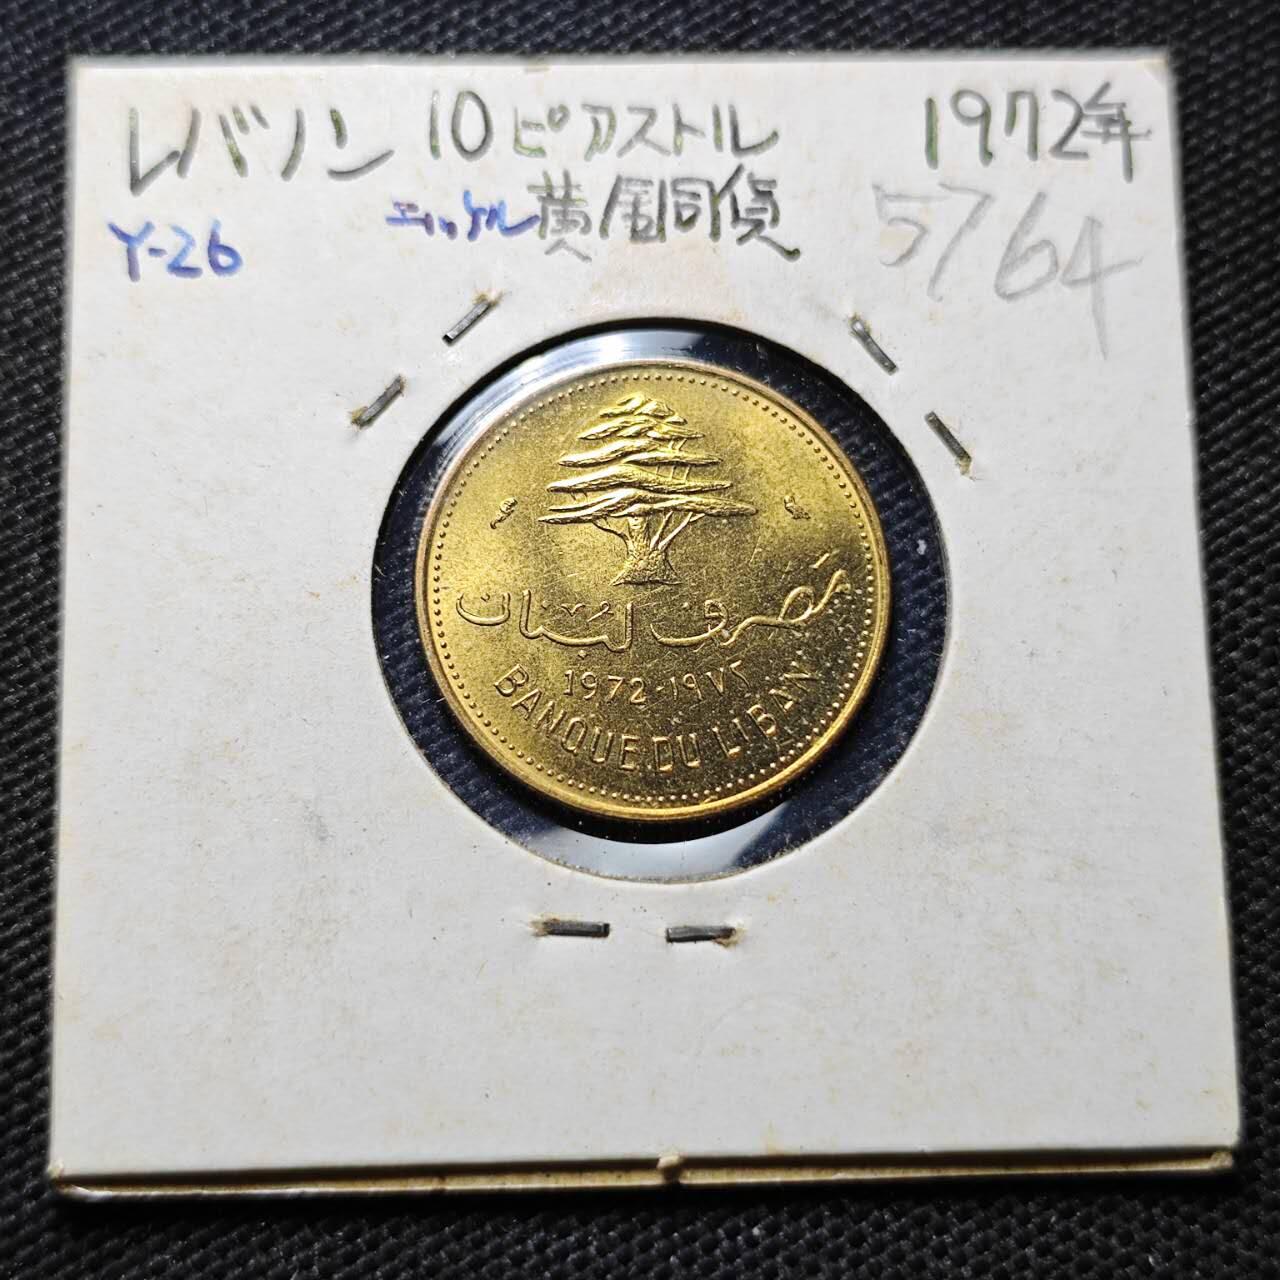 レバノン 10ピアストル 1972年
Y-26 ニッケル黄銅貨 5764
مصرف لبنان
1972-١٩٧٢
BANQUE DU LIBAN